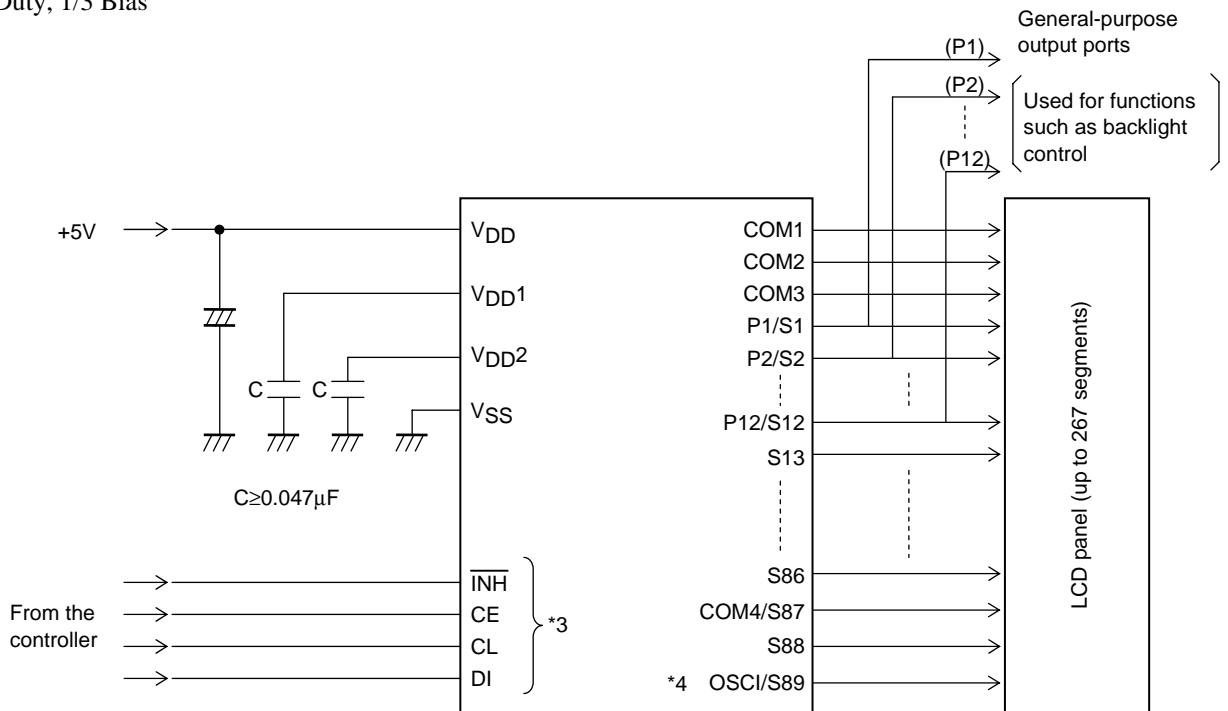 Duty, 1/3 Bias
General-purpose
output ports
(P1)
(P2)
(P12)
Used for functions
such as backlight
control
+5V
VDD
VDD1
VDD2
VSS
C
C
C≥0.047μF
COM1
COM2
COM3
P1/S1
P2/S2
P12/S12
S13
S86
COM4/S87
S88
*4 OSCI/S89
LCD panel (up to 267 segments)
From the
controller
INH
CE
CL
DI
*3